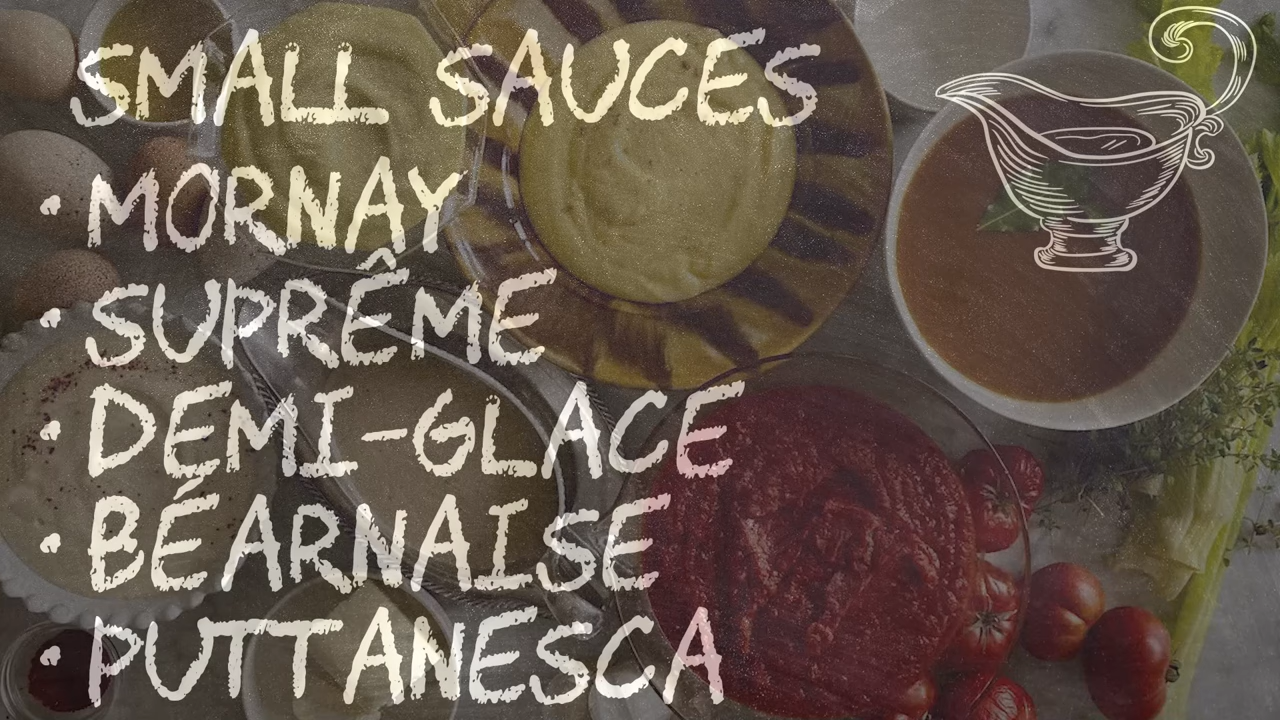 SMALL SAUCES
• MORNAY
• SUPRÊME
• DEMI-GLACE
• BÉARNAISE
• PUTTANESCA